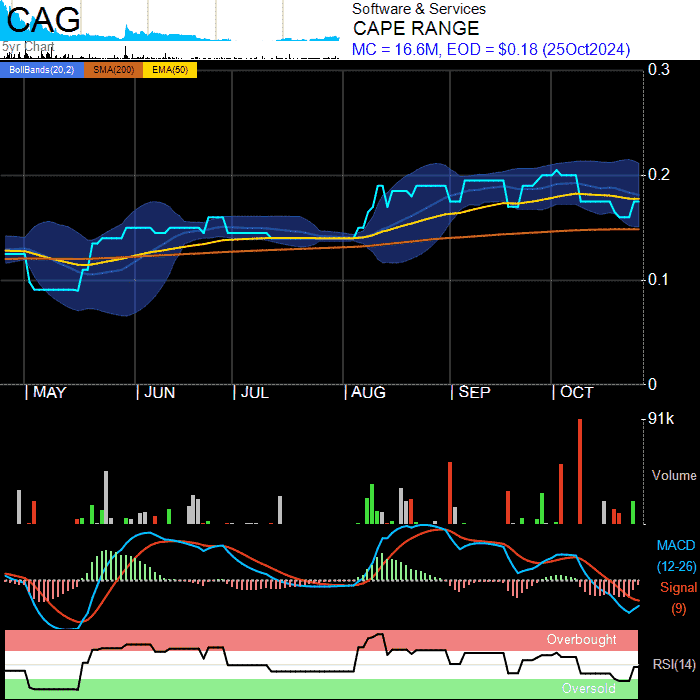 CAG
5yr Chart
Software & Services
CAPE RANGE
MC = 16.6M, EOD = $0.18 (25Oct2024)
BollBands(20,2) SMA(200) EMA(50)
0.3
0.2
0.1
0
MAY JUN JUL AUG SEP OCT
91k
Volume
MACD
(12-26)
Signal
(9)
Overbought
RSI(14)
Oversold